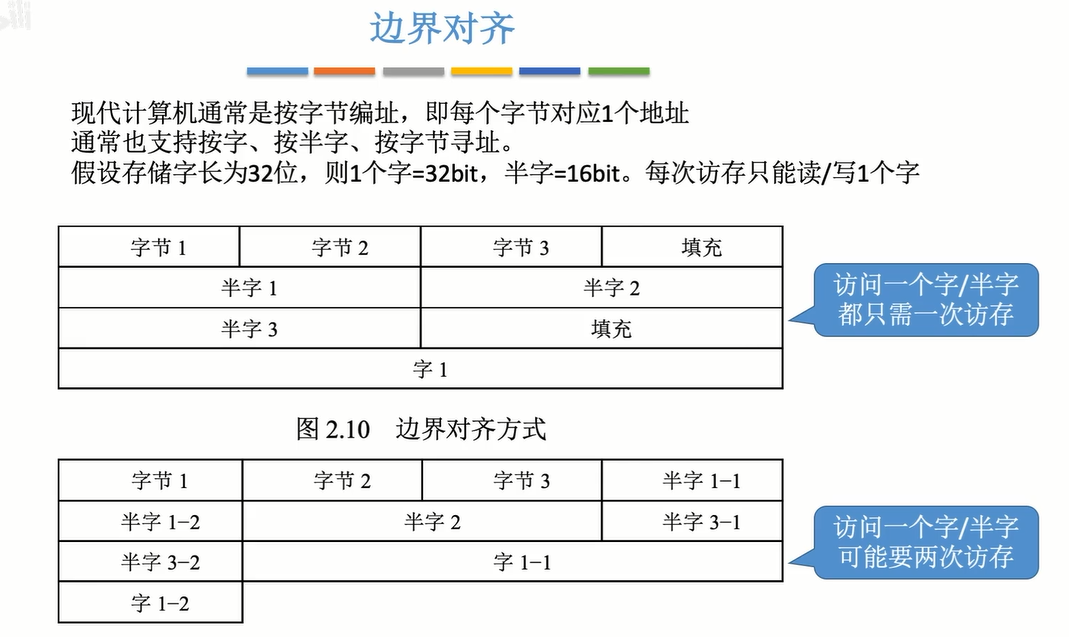 边界对齐
现代计算机通常是按字节编址，即每个字节对应1个地址
通常也支持按字、按半字、按字节寻址。
假设存储字长为32位，则1个字=32bit，半字=16bit。每次访存只能读/写1个字
字节 1 字节 2 字节 3 填充
半字 1 半字 2
半字 3 填充
字 1
访问一个字/半字
都只需一次访存
图 2.10 边界对齐方式
字节 1 字节 2 字节 3 半字 1−1
半字 1−2 半字 2 半字 3−1
半字 3−2 字 1−1
字 1−2
访问一个字/半字
可能要两次访存